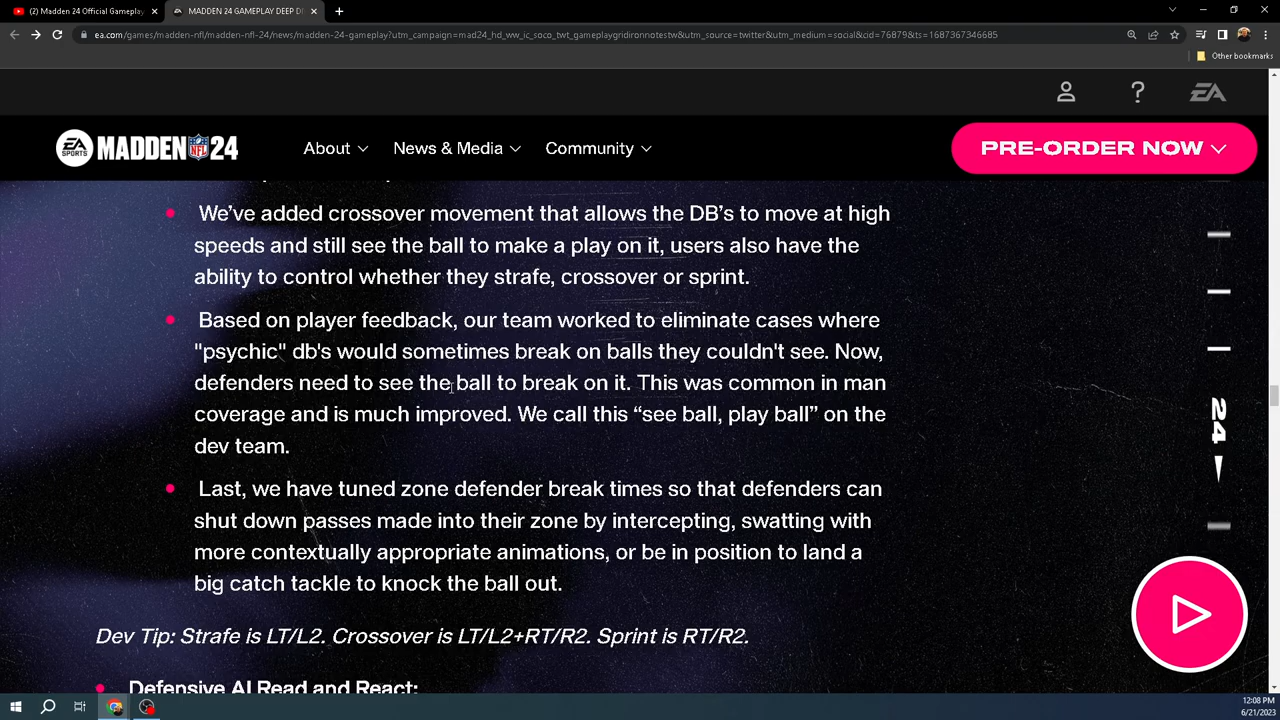 (2) Madden 24 Official Gameplay
MADDEN 24 GAMEPLAY DEEP D
ea.com/games/madden-nfl/madden-nfl-24/news/madden-24-gameplay?utm_campaign=mad24_hd_ww_ic_soco_twt_gameplaygridironnotestw&utm_source=twitter&utm_medium=social&cid=76879&ts=1687367346685
Other bookmarks
EA
EA SPORTS MADDEN NFL 24
About
News & Media
Community
PRE-ORDER NOW
We've added crossover movement that allows the DB's to move at high
speeds and still see the ball to make a play on it, users also have the
ability to control whether they strafe, crossover or sprint.
Based on player feedback, our team worked to eliminate cases where
"psychic" db's would sometimes break on balls they couldn't see. Now,
defenders need to see the ball to break on it. This was common in man
coverage and is much improved. We call this “see ball, play ball” on the
dev team.
Last, we have tuned zone defender break times so that defenders can
shut down passes made into their zone by intercepting, swatting with
more contextually appropriate animations, or be in position to land a
big catch tackle to knock the ball out.
Dev Tip: Strafe is LT/L2. Crossover is LT/L2+RT/R2. Sprint is RT/R2.
Defensive AI Read and React:
24
12:08 PM
6/21/2023